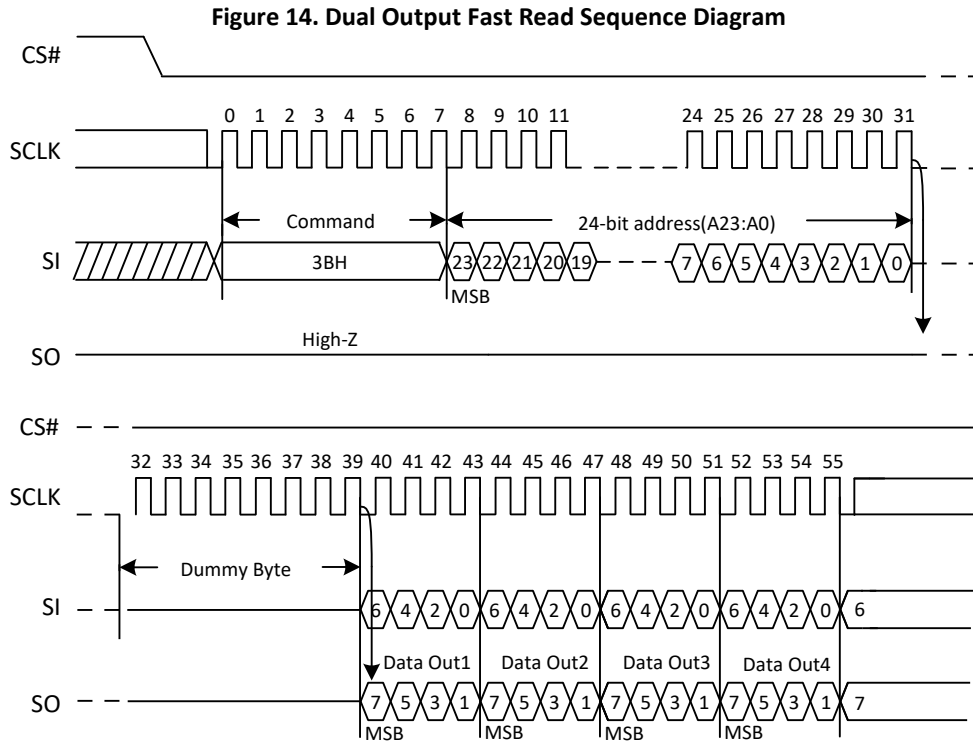 Figure 14. Dual Output Fast Read Sequence Diagram
CS#
0 1 2 3 4 5 6 7 8 9 10 11 24 25 26 27 28 29 30 31
SCLK
Command 24-bit address(A23:A0)
SI 3BH 23 22 21 20 19 7 6 5 4 3 2 1 0
MSB
High-Z
SO
CS#
32 33 34 35 36 37 38 39 40 41 42 43 44 45 46 47 48 49 50 51 52 53 54 55
SCLK
Dummy Byte
SI 6 4 2 0 6 4 2 0 6 4 2 0 6 4 2 0 6
Data Out1 Data Out2 Data Out3 Data Out4
SO 7 5 3 1 7 5 3 1 7 5 3 1 7 5 3 1 7
MSB MSB MSB MSB